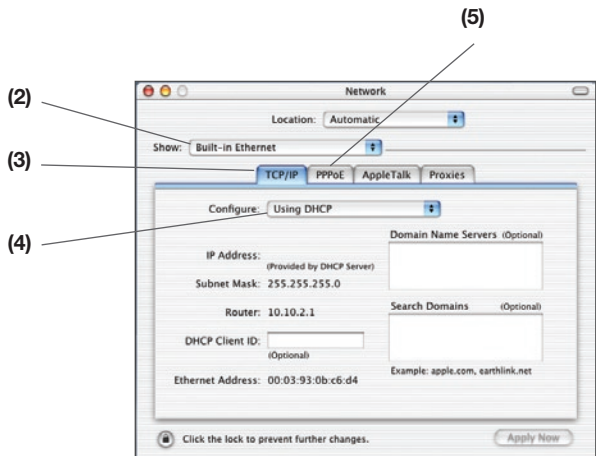 (5)
(2)
(3)
(4)
Network
Location: Automatic
Show: Built-in Ethernet
TCP/IP PPPoE AppleTalk Proxies
Configure: Using DHCP
Domain Name Servers (Optional)
IP Address:
(Provided by DHCP Server)
Subnet Mask: 255.255.255.0
Router: 10.10.2.1
Search Domains (Optional)
DHCP Client ID:
(Optional)
Example: apple.com, earthlink.net
Ethernet Address: 00:03:93:0b:c6:d4
Click the lock to prevent further changes.
Apply Now